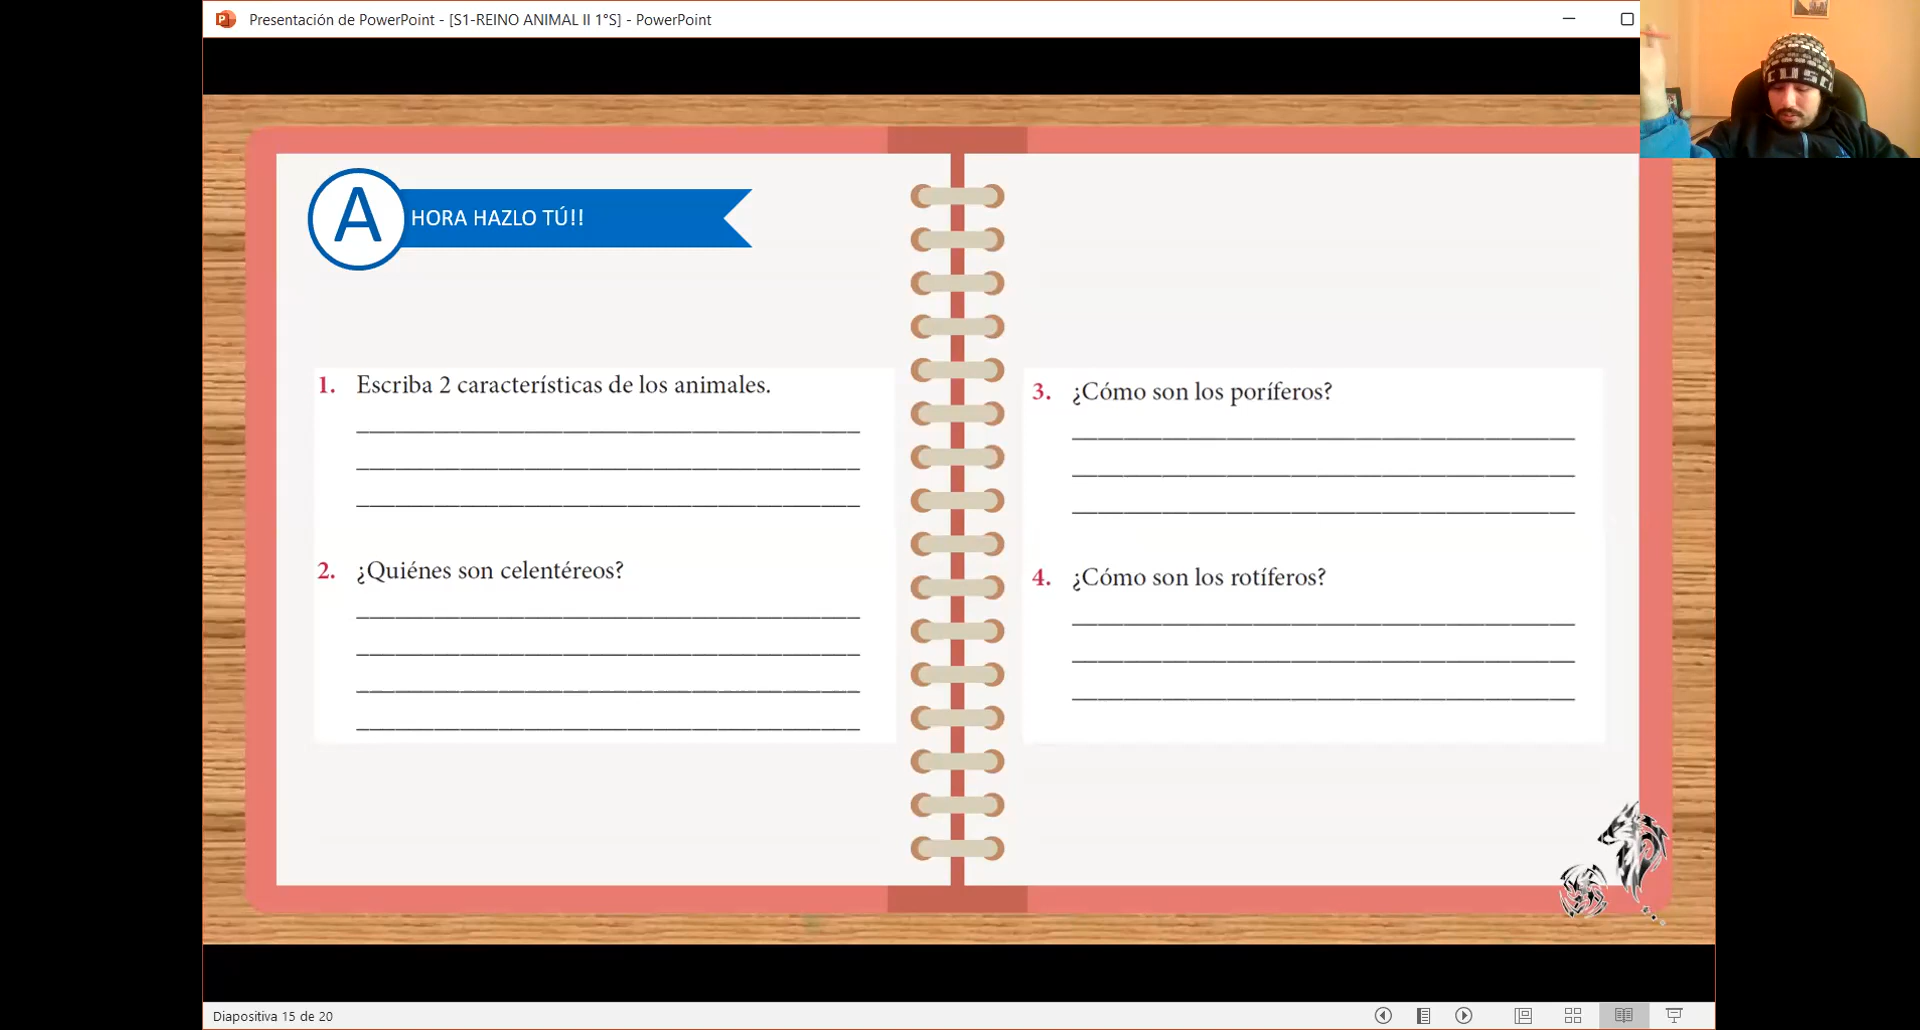 Presentación de PowerPoint - [S1-REINO ANIMAL II 1°S] - PowerPoint
CUSC
A HORA HAZLO TÚ!!
1. Escriba 2 características de los animales.
2. ¿Quiénes son celentéreos?
3. ¿Cómo son los poríferos?
4. ¿Cómo son los rotíferos?
Diapositiva 15 de 20